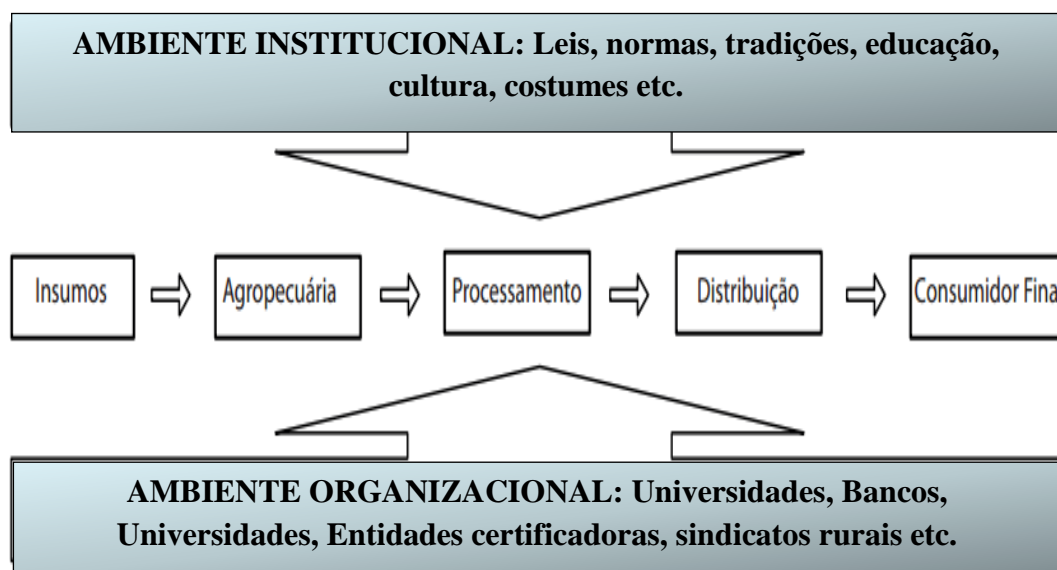 AMBIENTE INSTITUCIONAL: Leis, normas, tradições, educação,
cultura, costumes etc.
Insumos
Agropecuária
Processamento
Distribuição
Consumidor Fina
AMBIENTE ORGANIZACIONAL: Universidades, Bancos,
Universidades, Entidades certificadoras, sindicatos rurais etc.